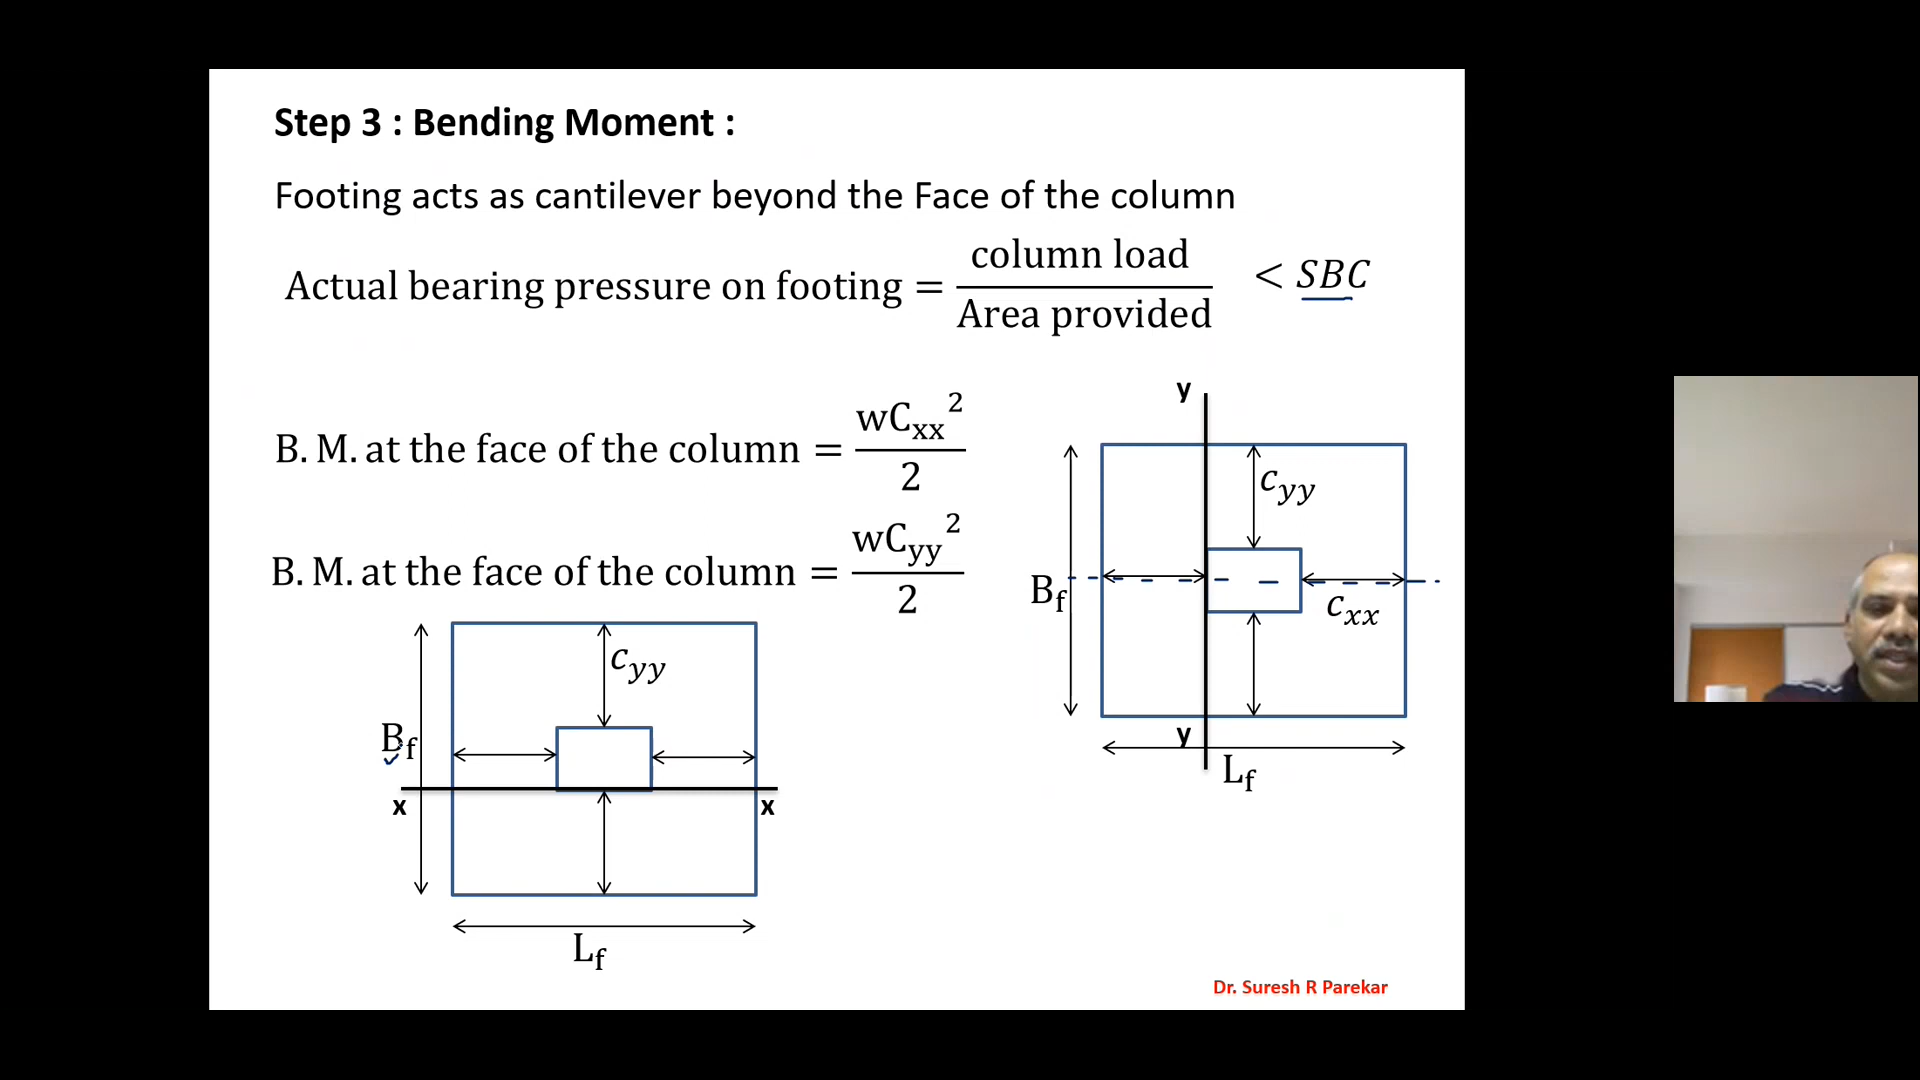 Step 3 : Bending Moment :
Footing acts as cantilever beyond the Face of the column
Actual bearing pressure on footing = column load / Area provided < SBC
B. M. at the face of the column = wCxx² / 2
B. M. at the face of the column = wCyy² / 2
y
cyy
Bf
cxx
y
Lf
cyy
Bf
x
x
Lf
Dr. Suresh R Parekar